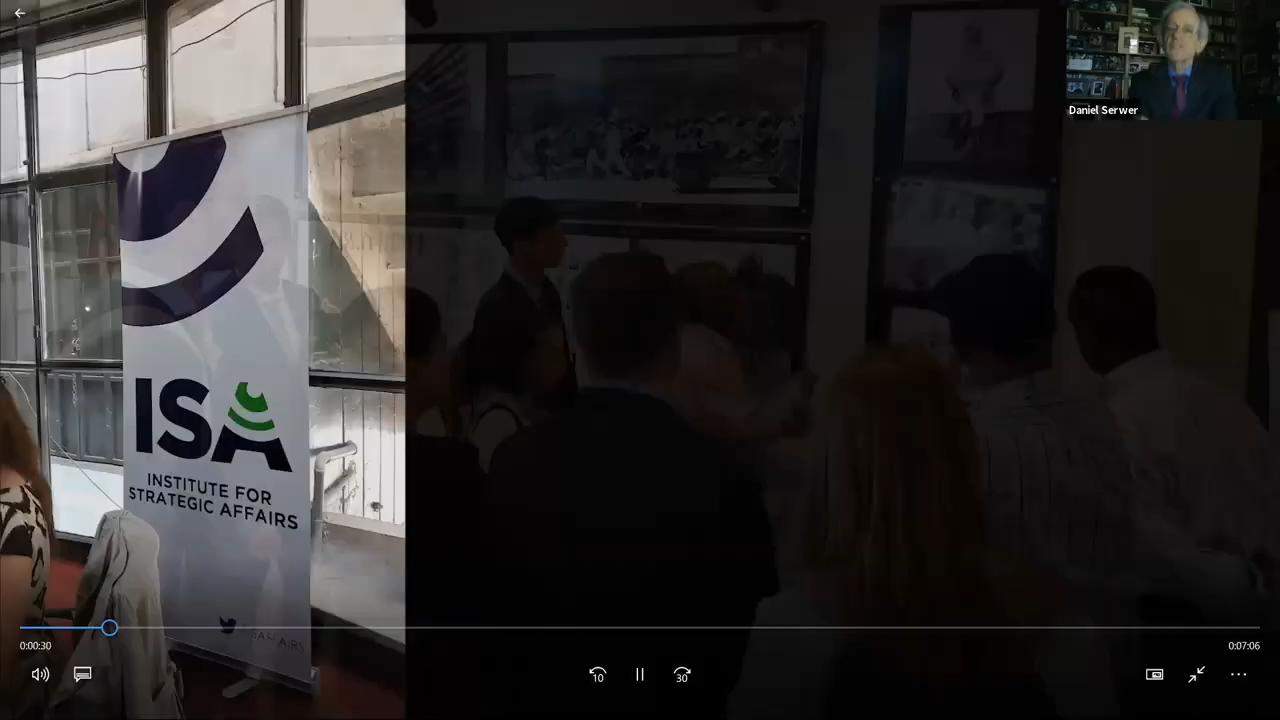 Daniel Serwer
ISA
INSTITUTE FOR
STRATEGIC AFFAIRS
0:00:30
0:07:06
10
30